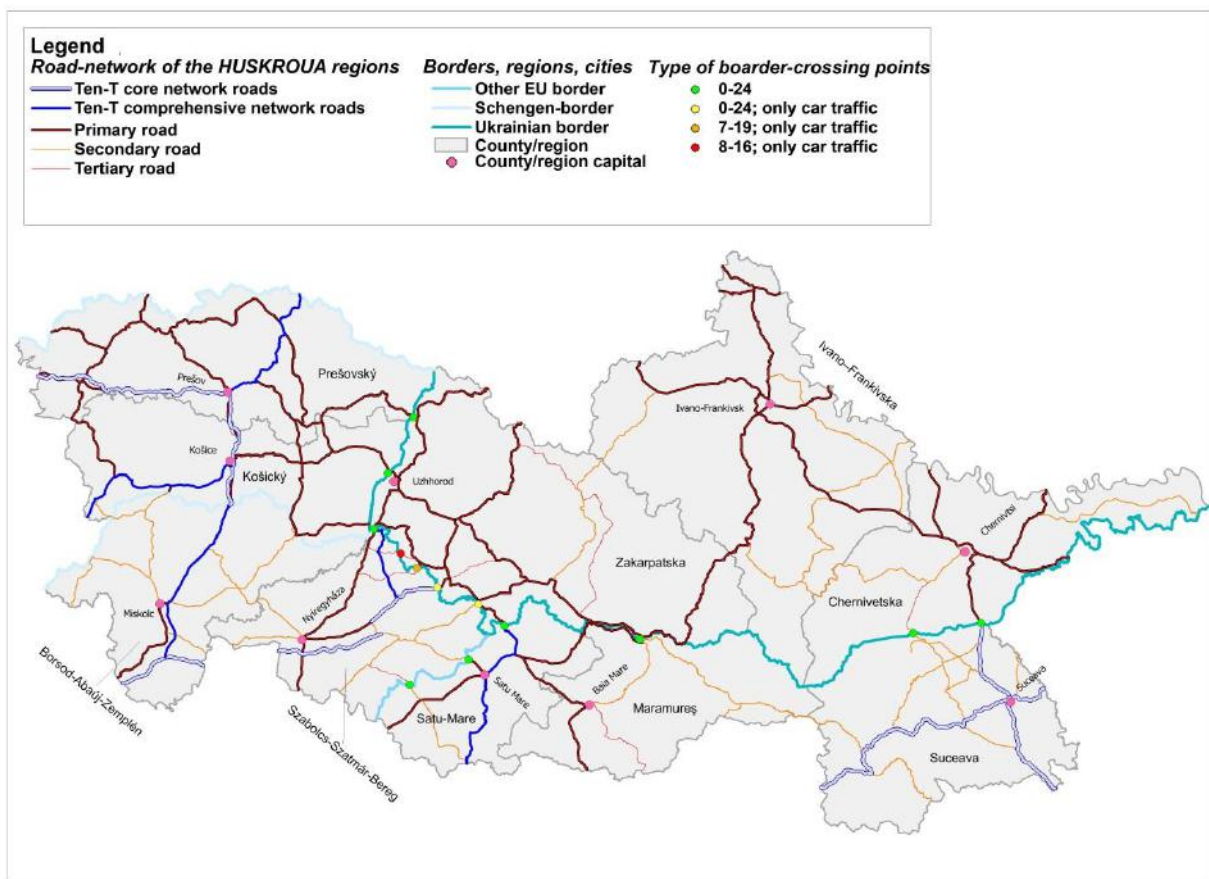 Legend
Road-network of the HUSKROUA regions
Ten-T core network roads
Ten-T comprehensive network roads
Primary road
Secondary road
Tertiary road
Borders, regions, cities
Other EU border
Schengen-border
Ukrainian border
County/region
County/region capital
Type of boarder-crossing points
0-24
0-24; only car traffic
7-19; only car traffic
8-16; only car traffic
Ivano-Frankivska
Prešov
Prešovský
Ivano-Frankivsk
Košice
Košický
Uzhhorod
Chernivtsi
Zakarpatska
Miskolc
Nyíregyháza
Chernivetska
Borsod-Abaúj-Zemplén
Szabolcs-Szatmár-Bereg
Satu Mare
Satu-Mare
Baia Mare
Maramureș
Suceava
Suceava